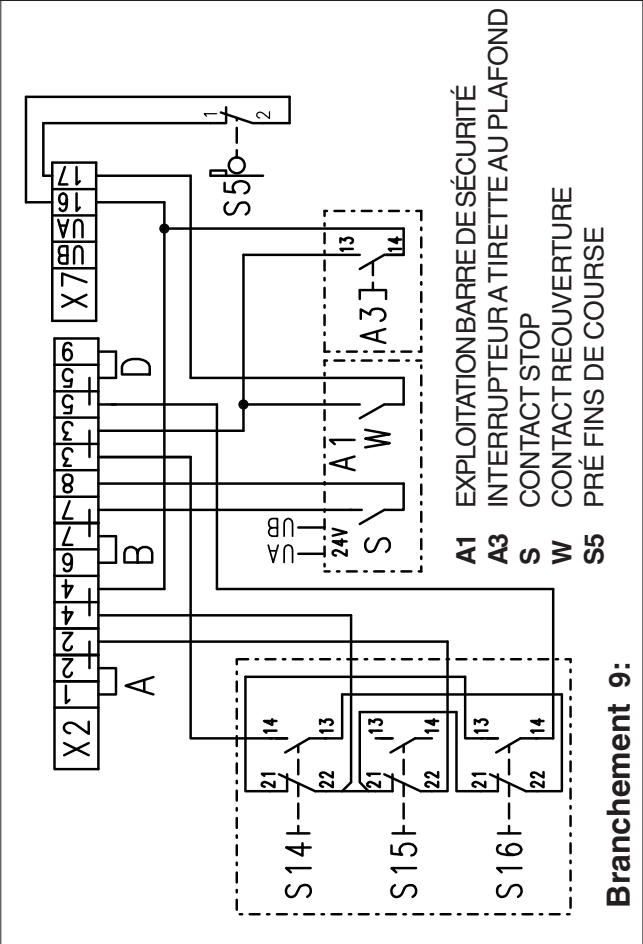 X2 1 2 2 4 4 6 7 7 8 3 3 5 5 9
X7 UB UA 16 17
A
B
D
1
2
S5
UA
UB
24V
A1
S
W
A3
13
14
S14
21
22
14
13
S15
21
22
13
14
S16
21
22
13
14
A1 EXPLOITATION BARRE DE SÉCURITÉ
A3 INTERRUPTEUR A TIRETTE AU PLAFOND
S CONTACT STOP
W CONTACT REOUVERTURE
S5 PRÉ FINS DE COURSE
Branchement 9: